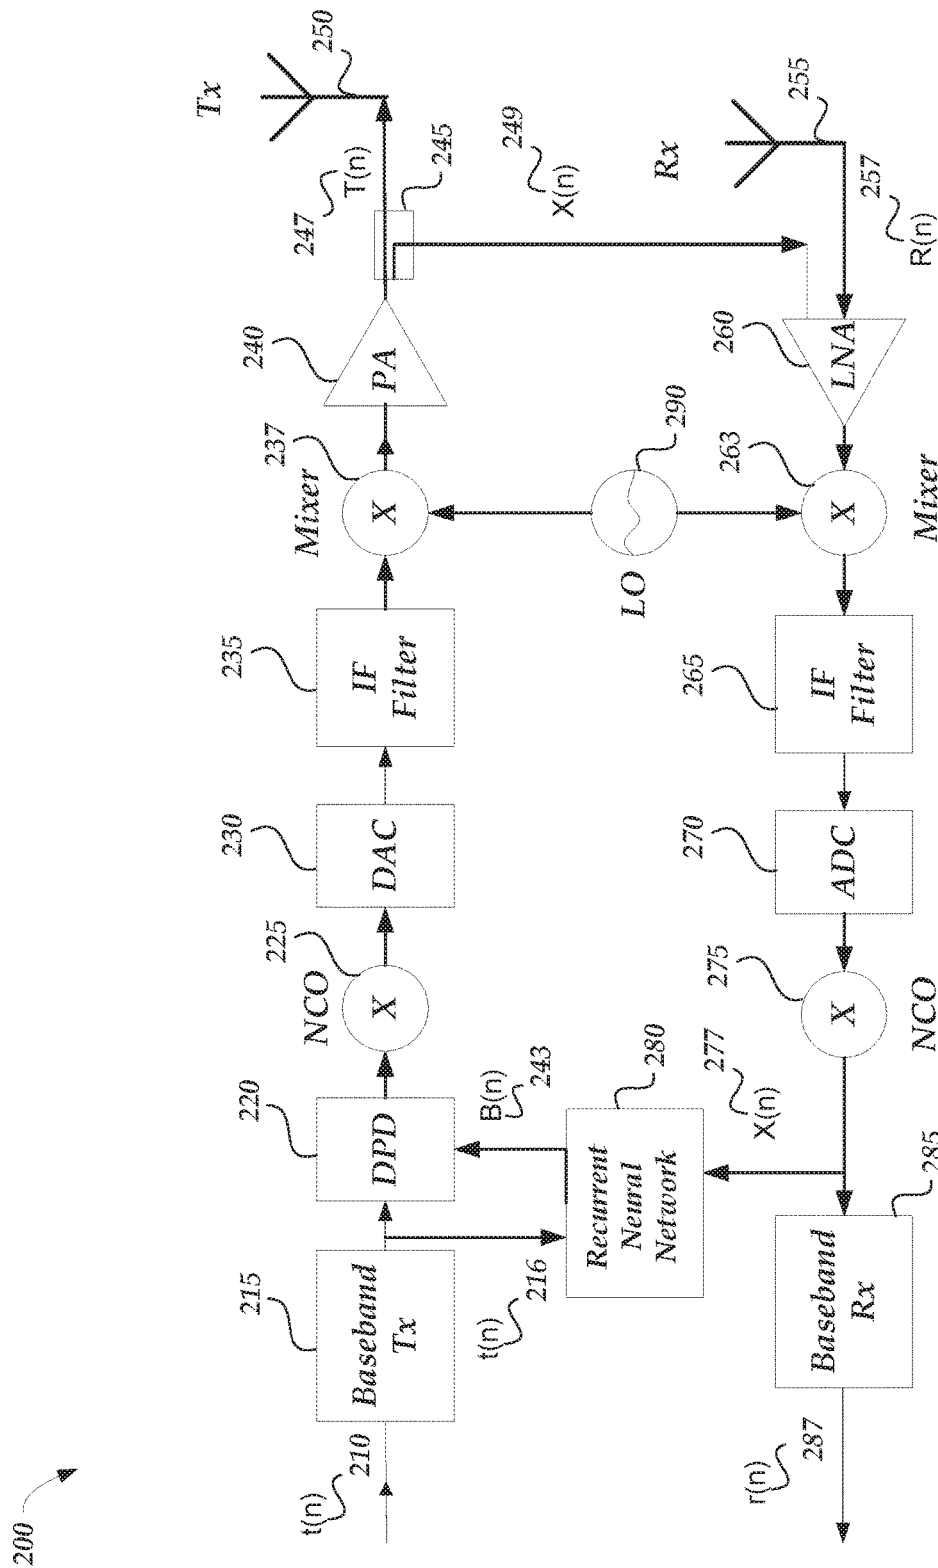 200
t(n)
210
215
Baseband
Tx
220
DPD
NCO
225
X
230
DAC
235
IF
Filter
Mixer
237
X
240
PA
247
T(n)
245
Tx
250
t(n)
216
B(n)
243
280
Recurrent
Neural
Network
LO
290
X(n)
249
r(n)
287
Baseband
Rx
285
X(n)
277
275
X
NCO
270
ADC
265
IF
Filter
263
X
Mixer
260
LNA
Rx
255
257
R(n)